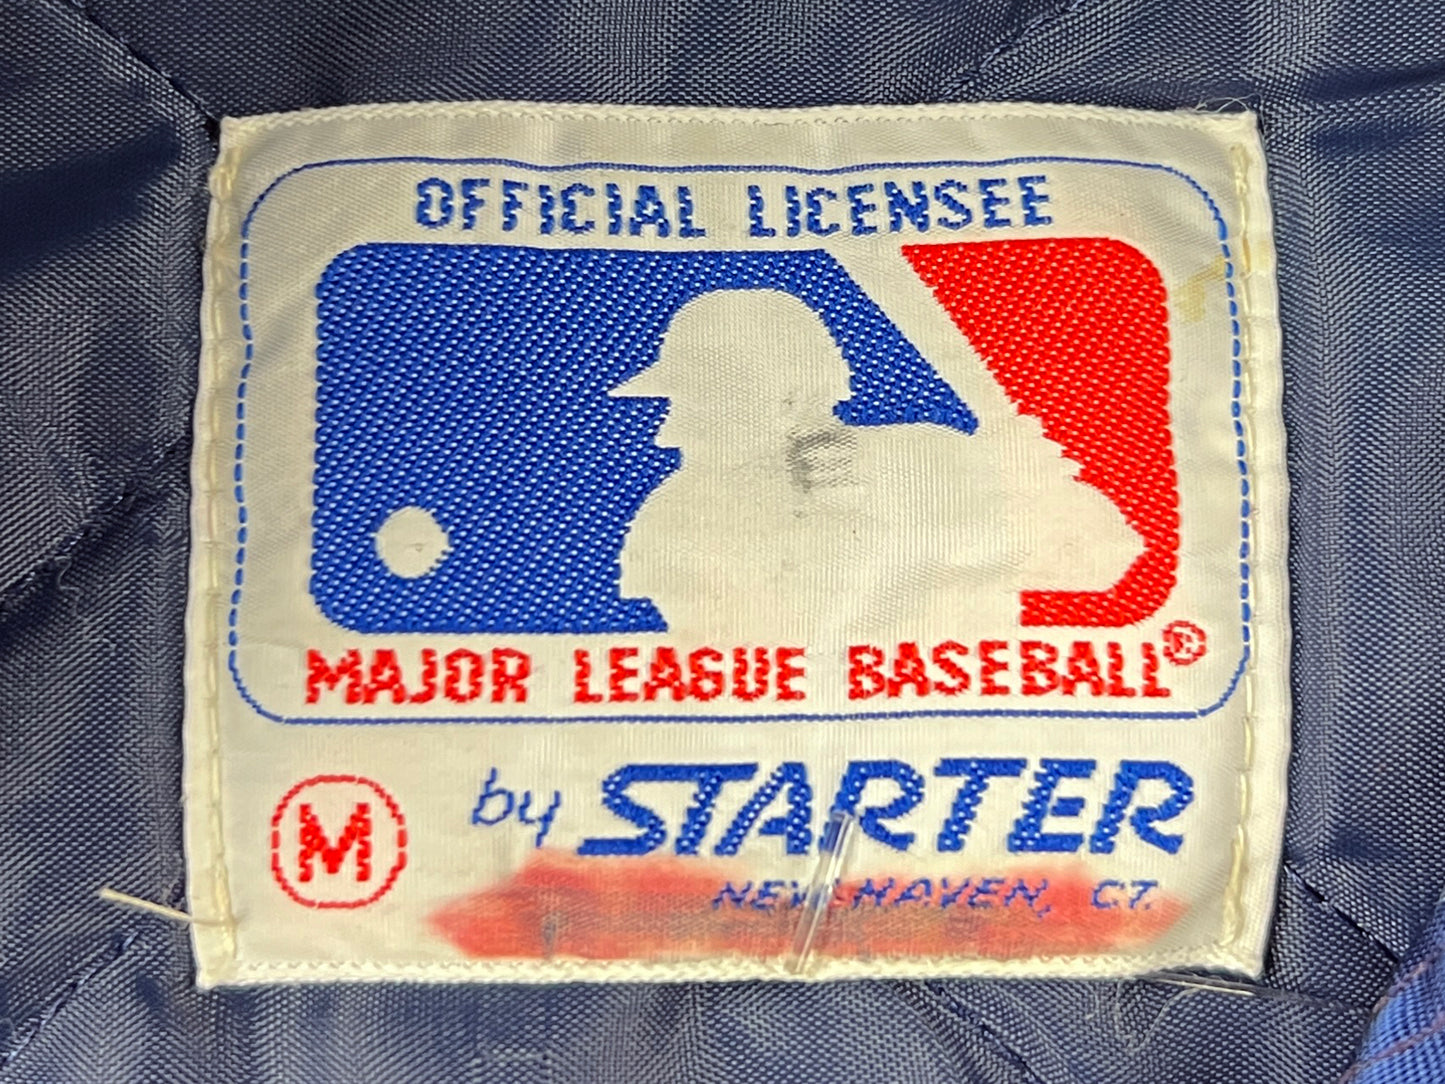 OFFICIAL LICENSEE
MAJOR LEAGUE BASEBALL®
M
by STARTER
NEW HAVEN, CT.